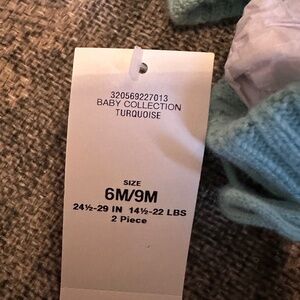 320569227013
BABY COLLECTION
TURQUOISE
SIZE
6M/9M
24½-29 IN 14½-22 LBS
2 Piece